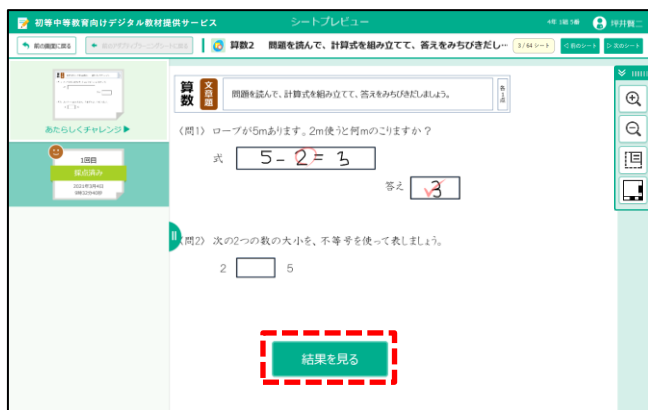 初等中等教育向けデジタル教材提供サービス
シートプレビュー
坪井賢二
前の画面に戻る
算数2 問題を読んで、計算式を組み立てて、答えをみちびきだし…
3 / 64 シート
<前のシート
▷次のシート
あたらしくチャレンジ▶
1回目
採点済み
算数
文章題
問題を読んで、計算式を組み立てて、答えをみちびきだしましょう。
各1点
〈問1〉 ロープが5mあります。2m使うと何mのこりますか？
式 5 - 2 = 3
答え 3
〈問2〉 次の2つの数の大小を、不等号を使って表しましょう。
2 5
結果を見る